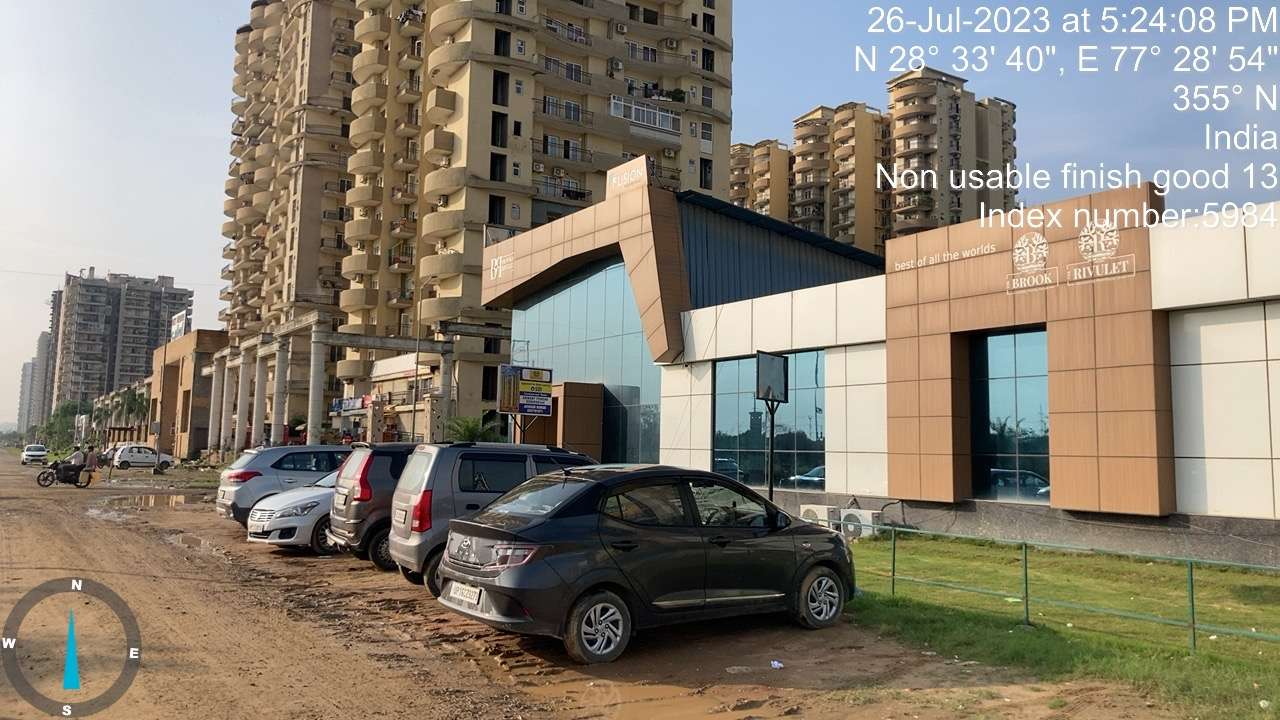 26-Jul-2023 at 5:24:08 PM
N 28° 33' 40", E 77° 28' 54"
355° N
India
Non usable finish good 13
Index number:5984
FUSION
best of all the worlds
THE BROOK
& RIVULET
N
W
E
S